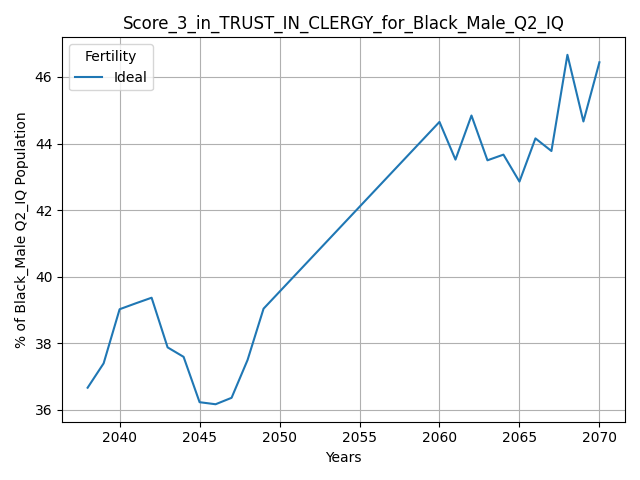 Score_3_in_TRUST_IN_CLERGY_for_Black_Male_Q2_IQ
Fertility
Ideal
% of Black_Male Q2_IQ Population
46
44
42
40
38
36
2040 2045 2050 2055 2060 2065 2070
Years